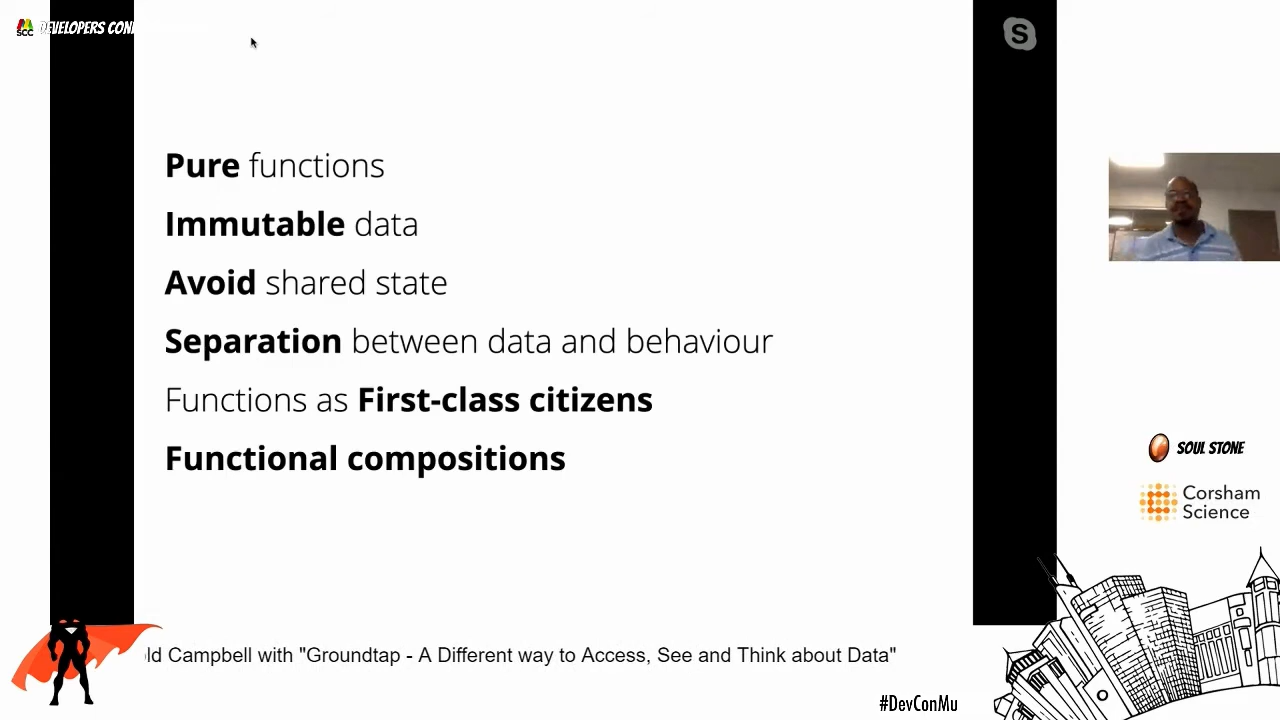 SCC DEVELOPERS CON
S
Pure functions
Immutable data
Avoid shared state
Separation between data and behaviour
Functions as First-class citizens
Functional compositions
SOUL STONE
Corsham
Science
ld Campbell with "Groundtap - A Different way to Access, See and Think about Data"
#DevConMu